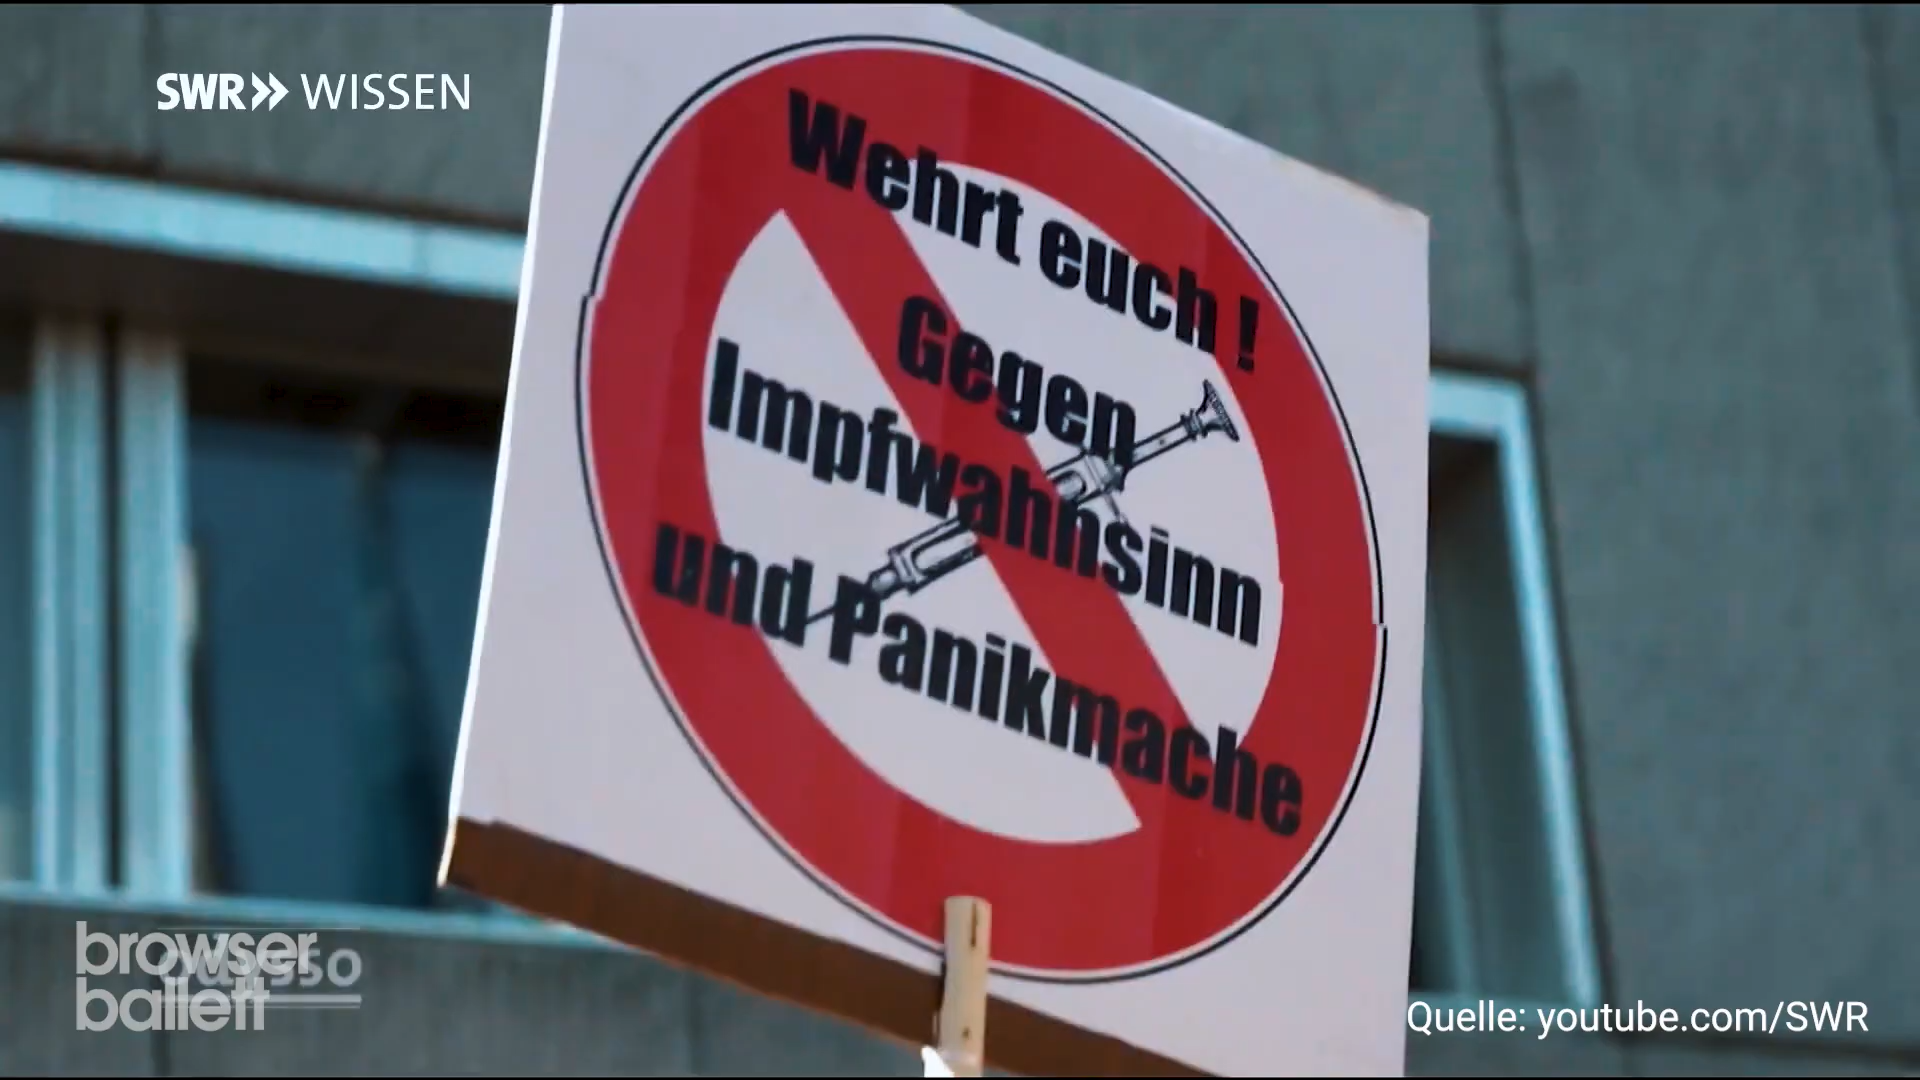 SWR» WISSEN
Wehrt euch !
Gegen
Impfwahnsinn
und Panikmache
browser
ballett
Quelle: youtube.com/SWR